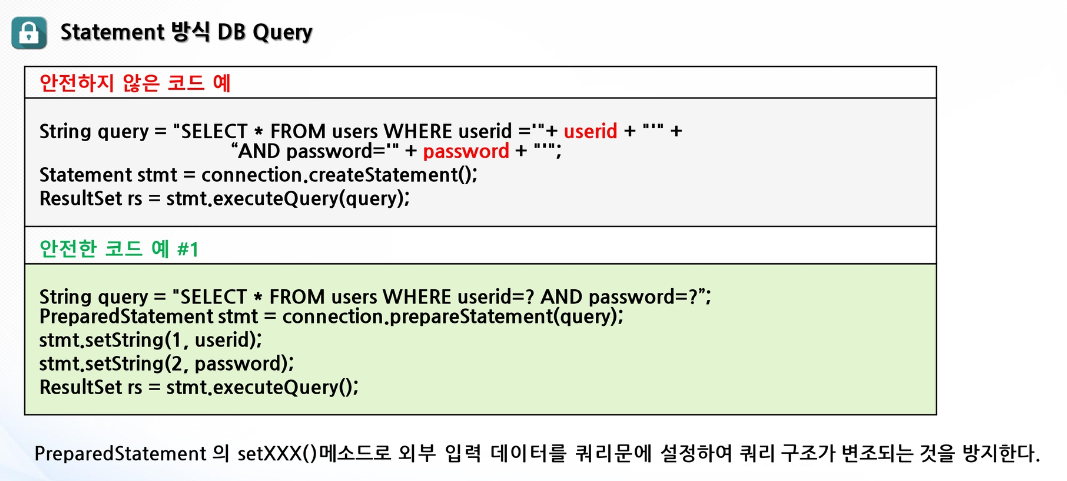 Statement 방식 DB Query
안전하지 않은 코드 예
String query = "SELECT * FROM users WHERE userid ='"+ userid + "'" +
“AND password='" + password + "'";
Statement stmt = connection.createStatement();
ResultSet rs = stmt.executeQuery(query);
안전한 코드 예 #1
String query = "SELECT * FROM users WHERE userid=? AND password=?”;
PreparedStatement stmt = connection.prepareStatement(query);
stmt.setString(1, userid);
stmt.setString(2, password);
ResultSet rs = stmt.executeQuery();
PreparedStatement 의 setXXX()메소드로 외부 입력 데이터를 쿼리문에 설정하여 쿼리 구조가 변조되는 것을 방지한다.